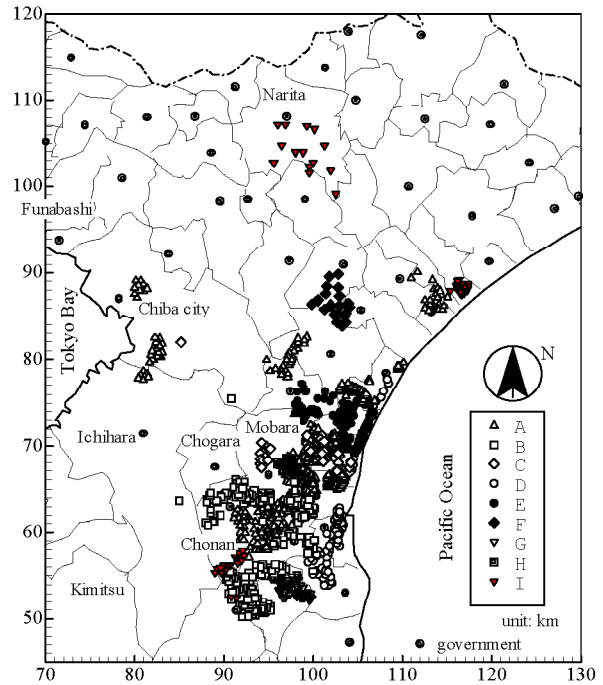 120
Narita
110
100
Funabashi
90
Tokyo Bay
Chiba city
80
N
Ichihara
Chogara
Mobara
70
A
B
C
D
E
F
G
H
I
Pacific Ocean
60
Chonan
Kimitsu
50
unit: km
government
70 80 90 100 110 120 130